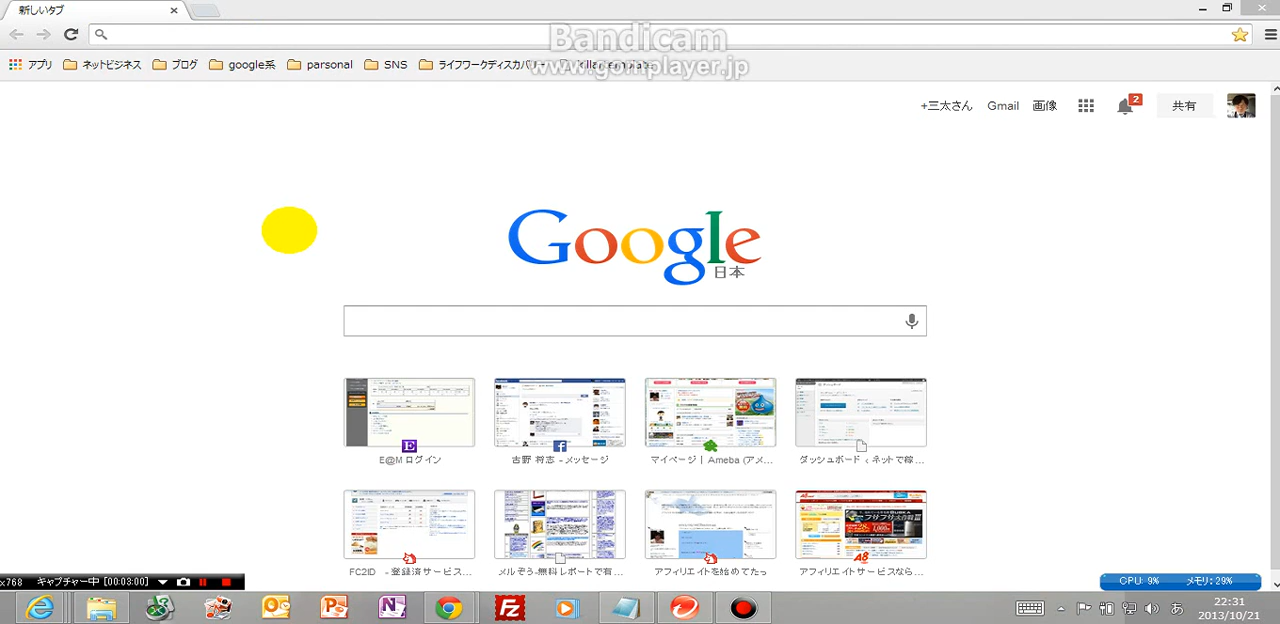 新しいタブ
Bandicam
www.gomplayer.jp
アプリ ネットビジネス ブログ google系 parsonal SNS ライフワークディスカバリー
+三太さん Gmail 画像 2 共有
Google
日本
E@M ログイン
吉野 将志 - メッセージ
マイページ | Ameba (アメ...
ダッシュボード ‹ ネットで稼...
FC2ID - 登録済サービス...
メルぞう-無料レポートで有...
アフィリエイトを始めてたっ
アフィリエイトサービスなら...
x768 キャプチャー中 [00:03:00]
CPU: 9% メモリ: 29%
あ 22:31
2013/10/21